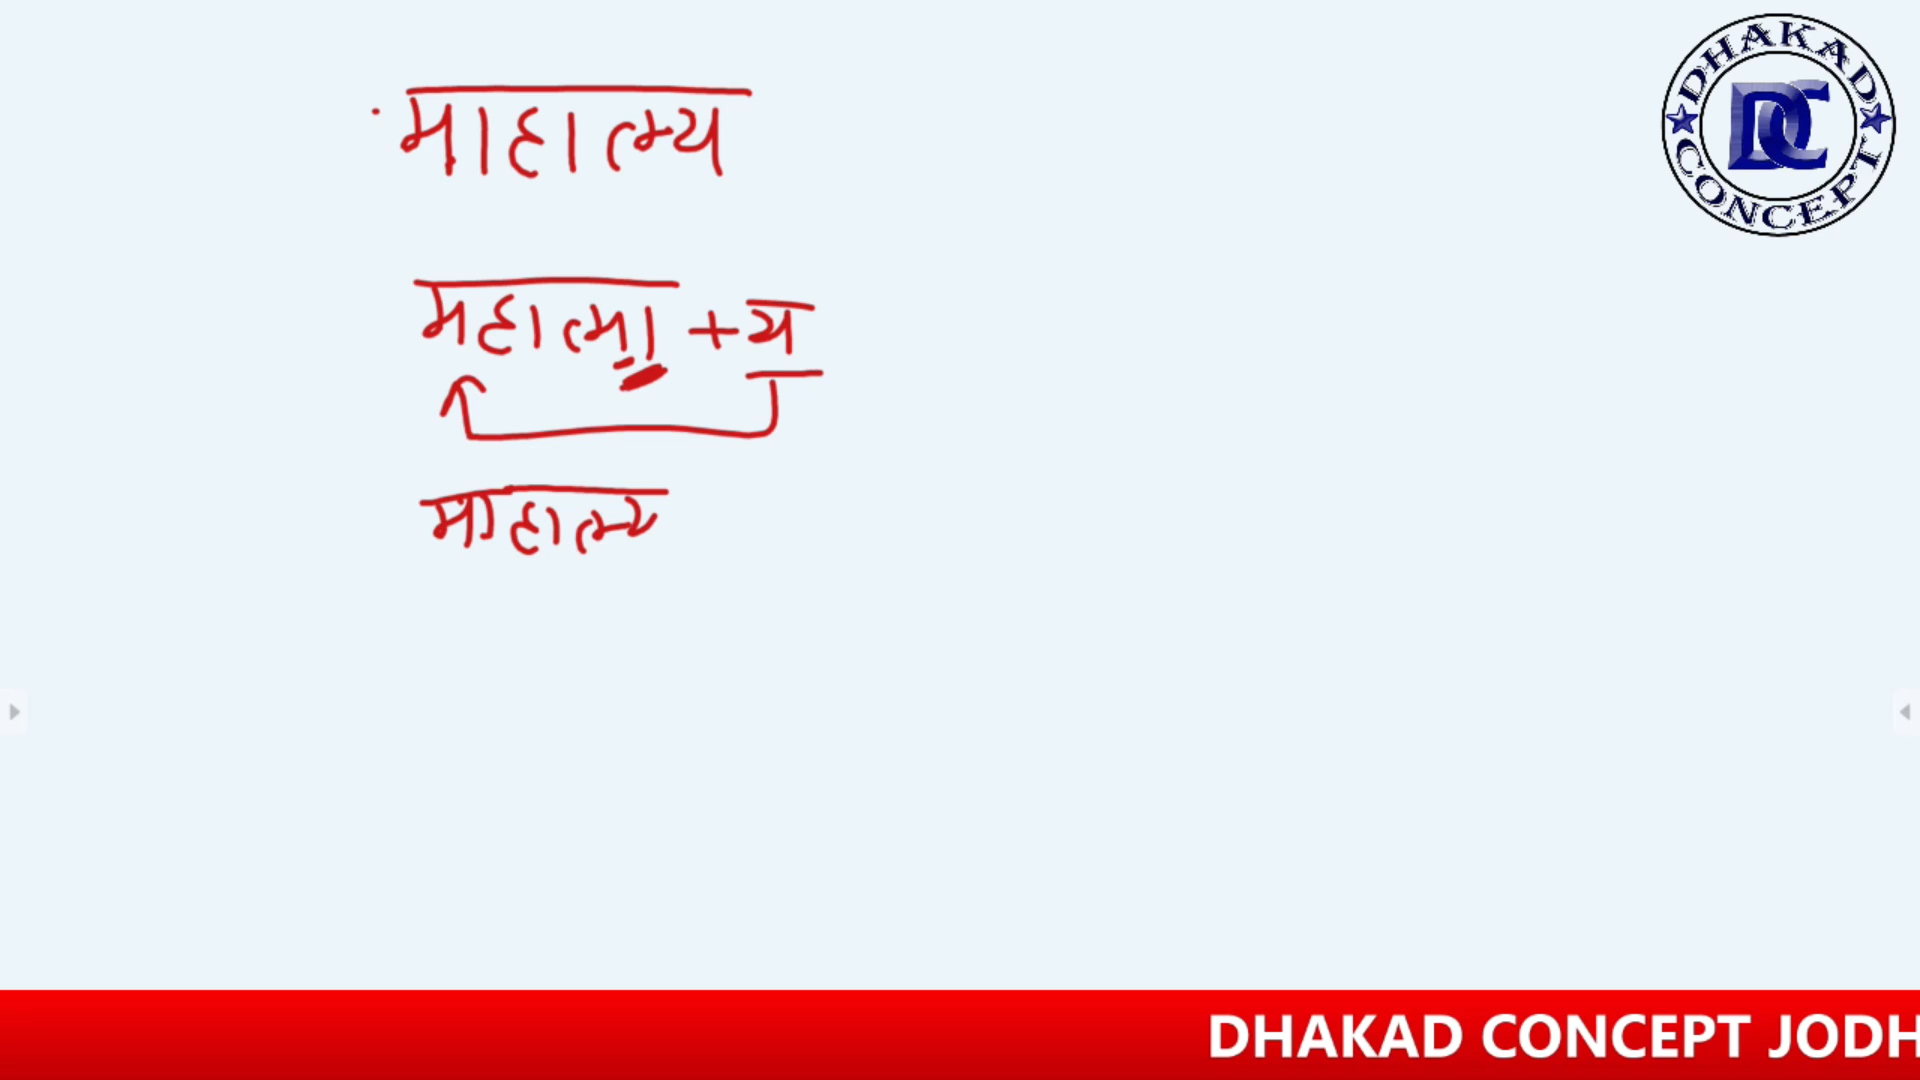 माहात्म्य
DHAKAD CONCEPT
DC
महात्मा + य
माहात्म्य
DHAKAD CONCEPT JODH